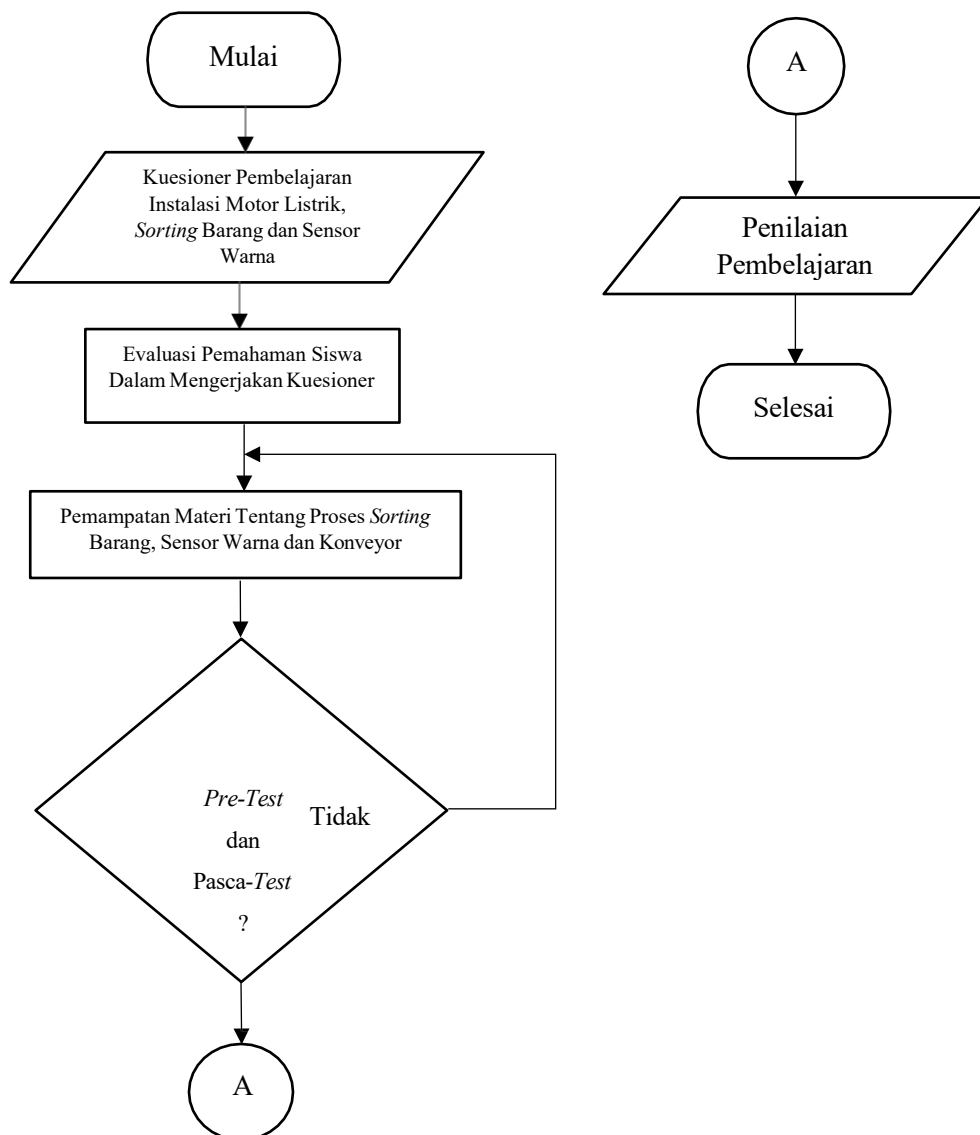 Mulai
Kuesioner Pembelajaran
Instalasi Motor Listrik,
Sorting Barang dan Sensor
Warna
Evaluasi Pemahaman Siswa
Dalam Mengerjakan Kuesioner
Pemampatan Materi Tentang Proses Sorting
Barang, Sensor Warna dan Konveyor
Pre-Test
dan
Pasca-Test
?
Tidak
A
A
Penilaian
Pembelajaran
Selesai